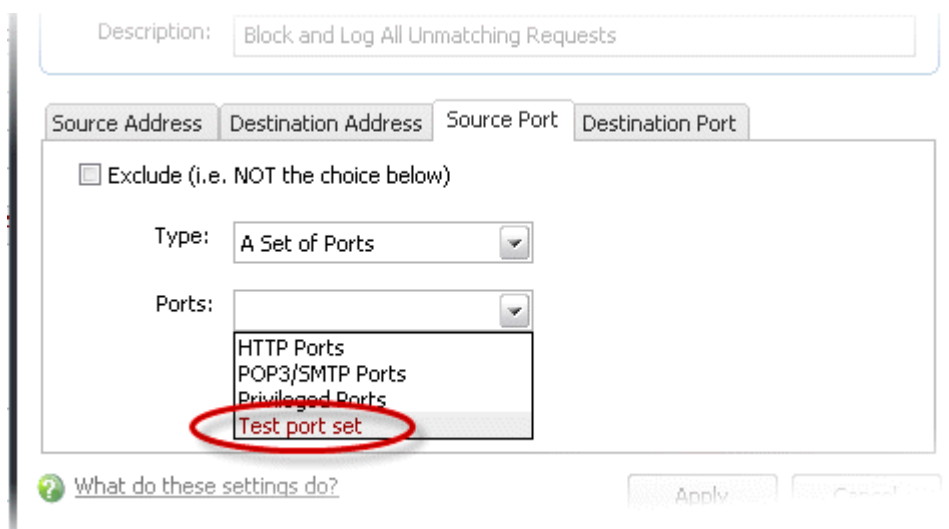 Description: Block and Log All Unmatching Requests
Source Address Destination Address Source Port Destination Port
Exclude (i.e. NOT the choice below)
Type: A Set of Ports
Ports:
HTTP Ports
POP3/SMTP Ports
Privileged Ports
Test port set
What do these settings do? Apply Cancel